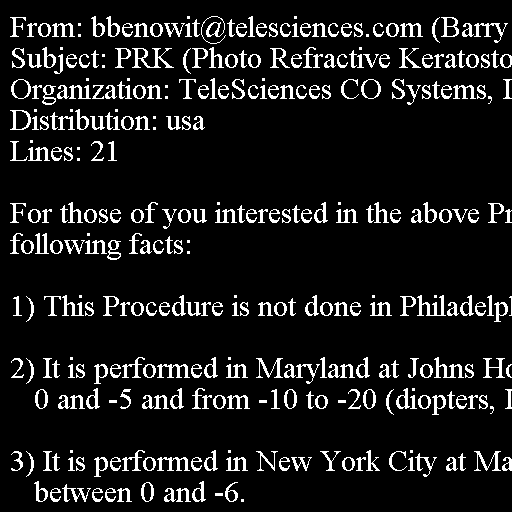 From: bbenowit@telesciences.com (Barry
Subject: PRK (Photo Refractive Keratosto
Organization: TeleSciences CO Systems,
Distribution: usa
Lines: 21
For those of you interested in the above Pr
following facts:
1) This Procedure is not done in Philadelp
2) It is performed in Maryland at Johns Ho
0 and -5 and from -10 to -20 (diopters,
3) It is performed in New York City at Ma
between 0 and -6.